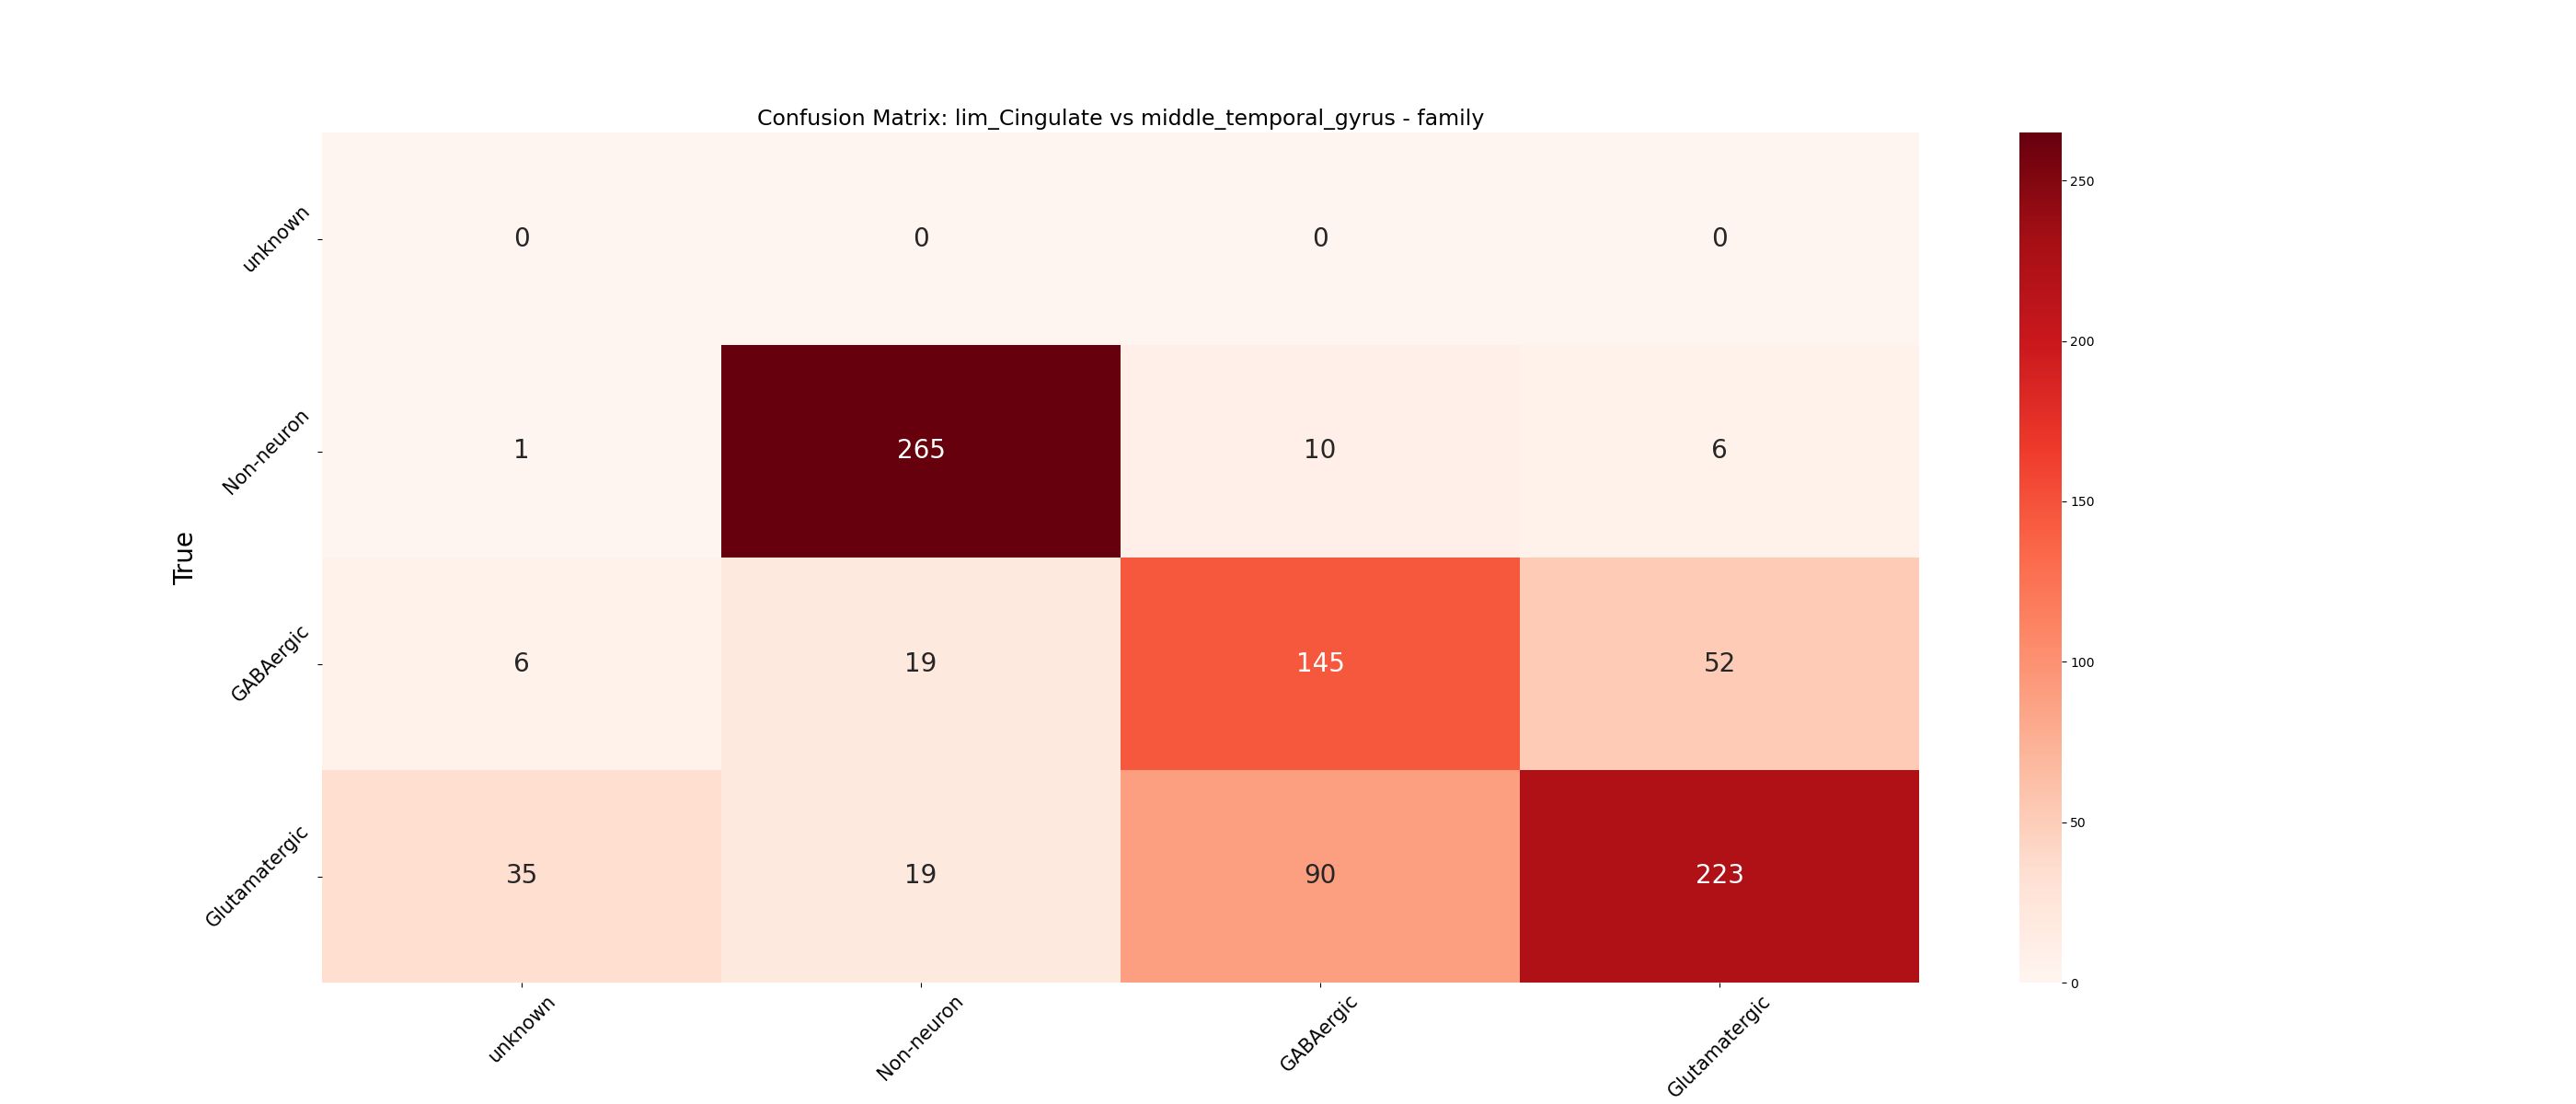 Confusion Matrix: lim_Cingulate vs middle_temporal_gyrus - family
True
unknown
0 0 0 0
Non-neuron
1 265 10 6
GABAergic
6 19 145 52
Glutamatergic
35 19 90 223
unknown Non-neuron GABAergic Glutamatergic
250
200
150
100
50
0